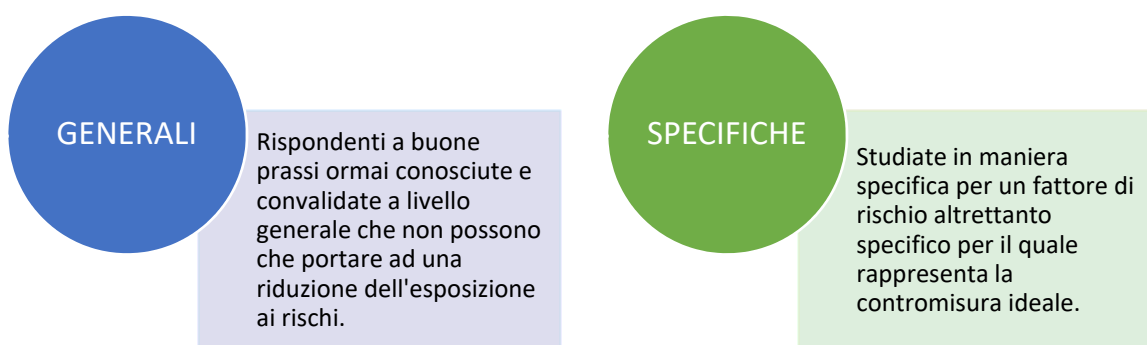 GENERALI
Rispondenti a buone
prassi ormai conosciute e
convalidate a livello
generale che non possono
che portare ad una
riduzione dell'esposizione
ai rischi.
SPECIFICHE
Studiate in maniera
specifica per un fattore di
rischio altrettanto
specifico per il quale
rappresenta la
contromisura ideale.